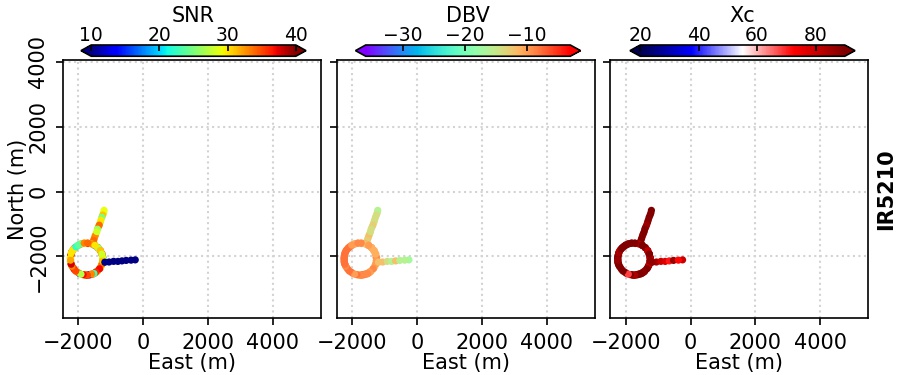 SNR DBV Xc
10 20 30 40 −30 −20 −10 20 40 60 80
4000
2000
0
−2000
North (m)
−2000 0 2000 4000 −2000 0 2000 4000 −2000 0 2000 4000
East (m) East (m) East (m)
IR5210